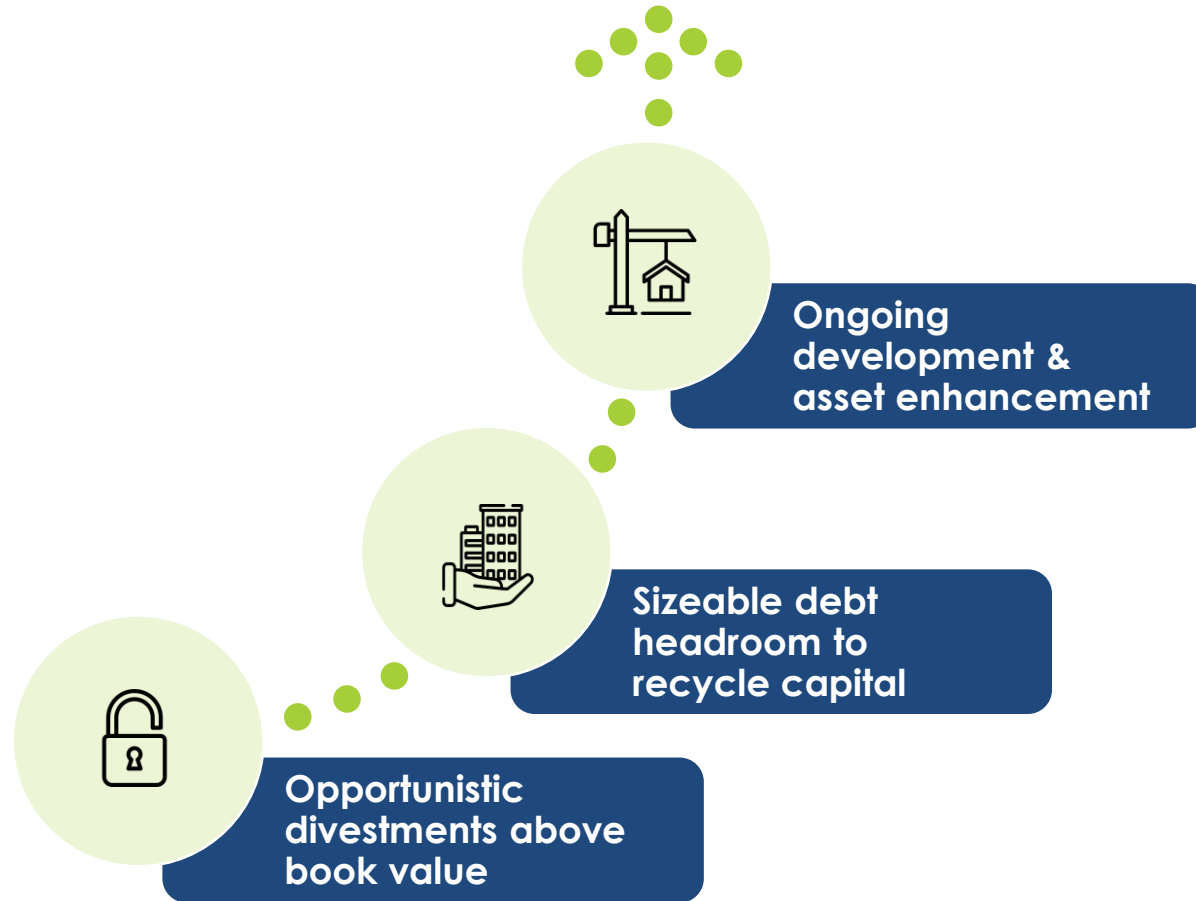 Ongoing
development &
asset enhancement
Sizeable debt
headroom to
recycle capital
Opportunistic
divestments above
book value